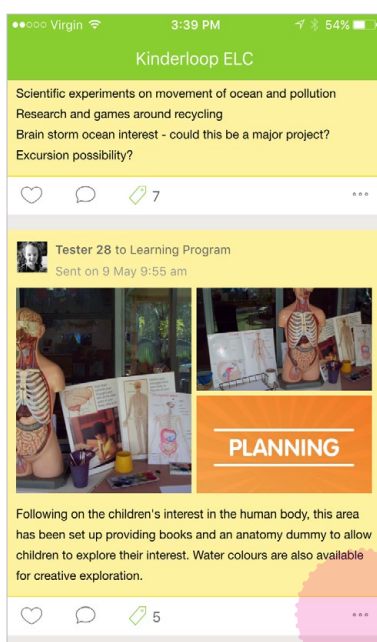 Virgin 3:39 PM 54%
Kinderloop ELC
Scientific experiments on movement of ocean and pollution
Research and games around recycling
Brain storm ocean interest - could this be a major project?
Excursion possibility?
7
Tester 28 to Learning Program
Sent on 9 May 9:55 am
PLANNING
Following on the children's interest in the human body, this area
has been set up providing books and an anatomy dummy to allow
children to explore their interest. Water colours are also available
for creative exploration.
5